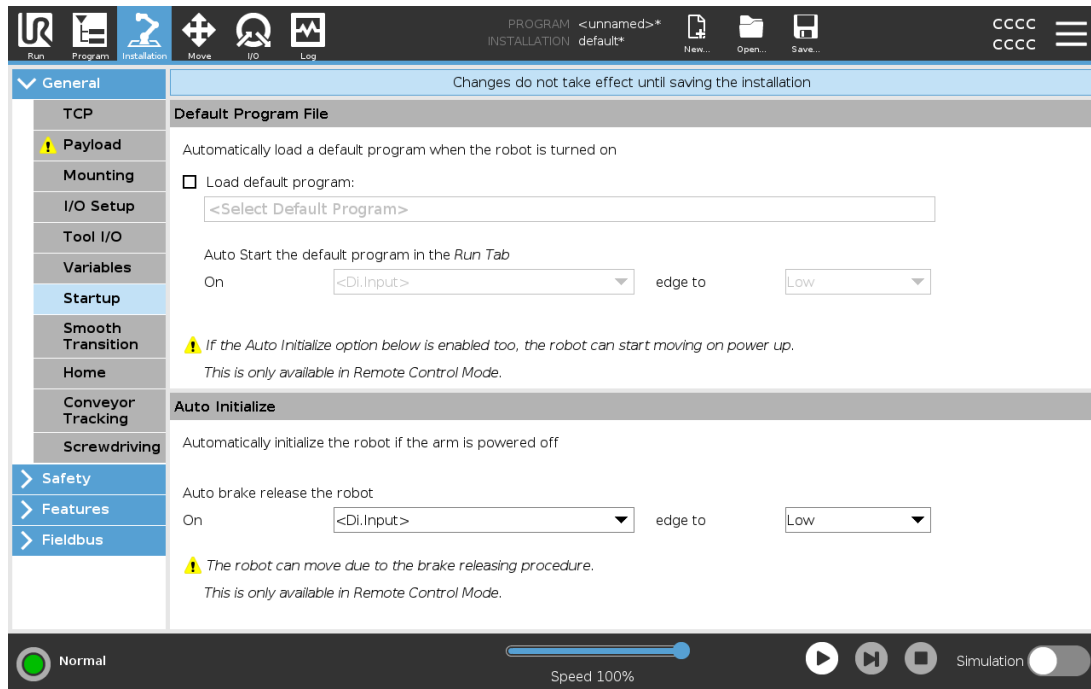 PROGRAM <unnamed>*
INSTALLATION default*
CCCC
CCCC
Run
Program
Installation
Move
I/O
Log
New...
Open...
Save...
General
TCP
Payload
Mounting
I/O Setup
Tool I/O
Variables
Startup
Smooth
Transition
Home
Conveyor
Tracking
Screwdriving
Safety
Features
Fieldbus
Changes do not take effect until saving the installation
Default Program File
Automatically load a default program when the robot is turned on
Load default program:
<Select Default Program>
Auto Start the default program in the Run Tab
On <Di.Input> edge to Low
If the Auto Initialize option below is enabled too, the robot can start moving on power up.
This is only available in Remote Control Mode.
Auto Initialize
Automatically initialize the robot if the arm is powered off
Auto brake release the robot
On <Di.Input> edge to Low
The robot can move due to the brake releasing procedure.
This is only available in Remote Control Mode.
Normal
Speed 100%
Simulation